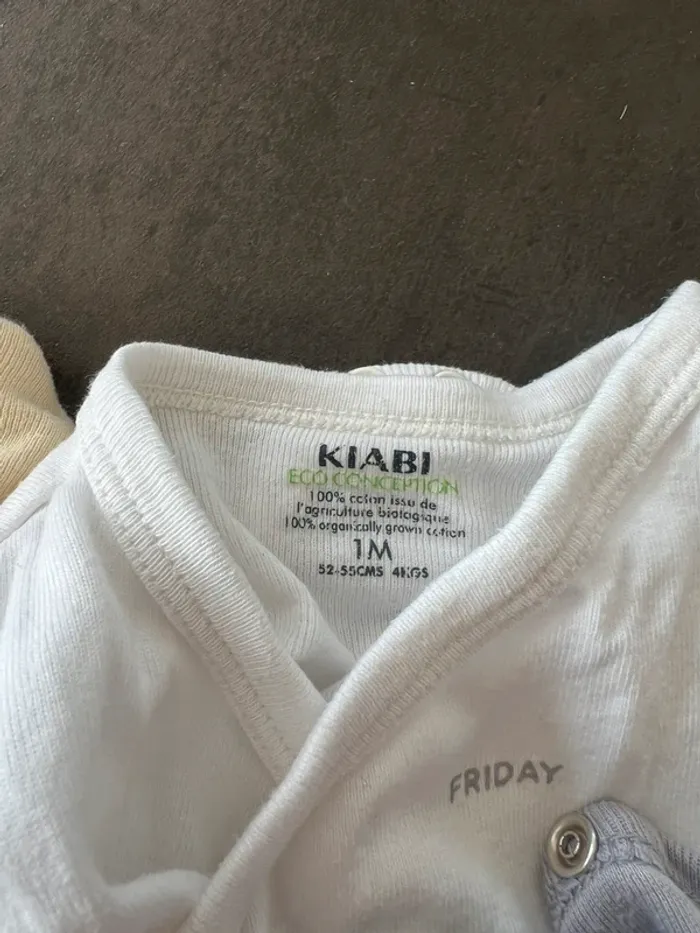 KIABI
ECO CONCEPTION
100% coton issu de
l'agriculture biologique
100% organically grown cotton
1M
52-55CMS 4KGS
FRIDAY